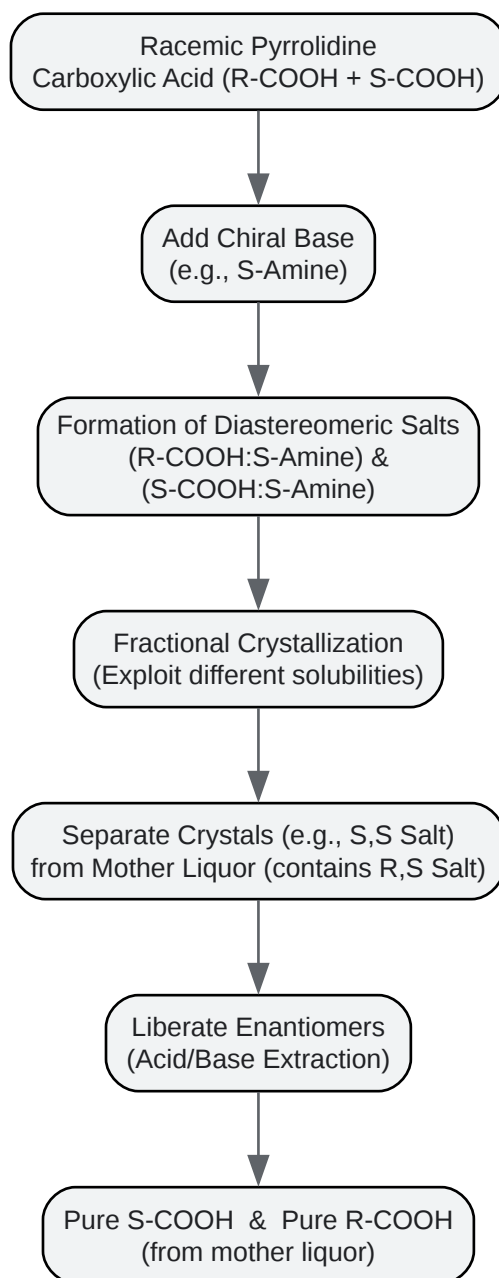 Racemic Pyrrolidine
Carboxylic Acid (R-COOH + S-COOH)
Add Chiral Base
(e.g., S-Amine)
Formation of Diastereomeric Salts
(R-COOH:S-Amine) &
(S-COOH:S-Amine)
Fractional Crystallization
(Exploit different solubilities)
Separate Crystals (e.g., S,S Salt)
from Mother Liquor (contains R,S Salt)
Liberate Enantiomers
(Acid/Base Extraction)
Pure S-COOH & Pure R-COOH
(from mother liquor)